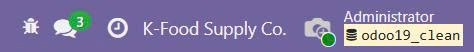 3
K-Food Supply Co.
Administrator
odoo19_clean